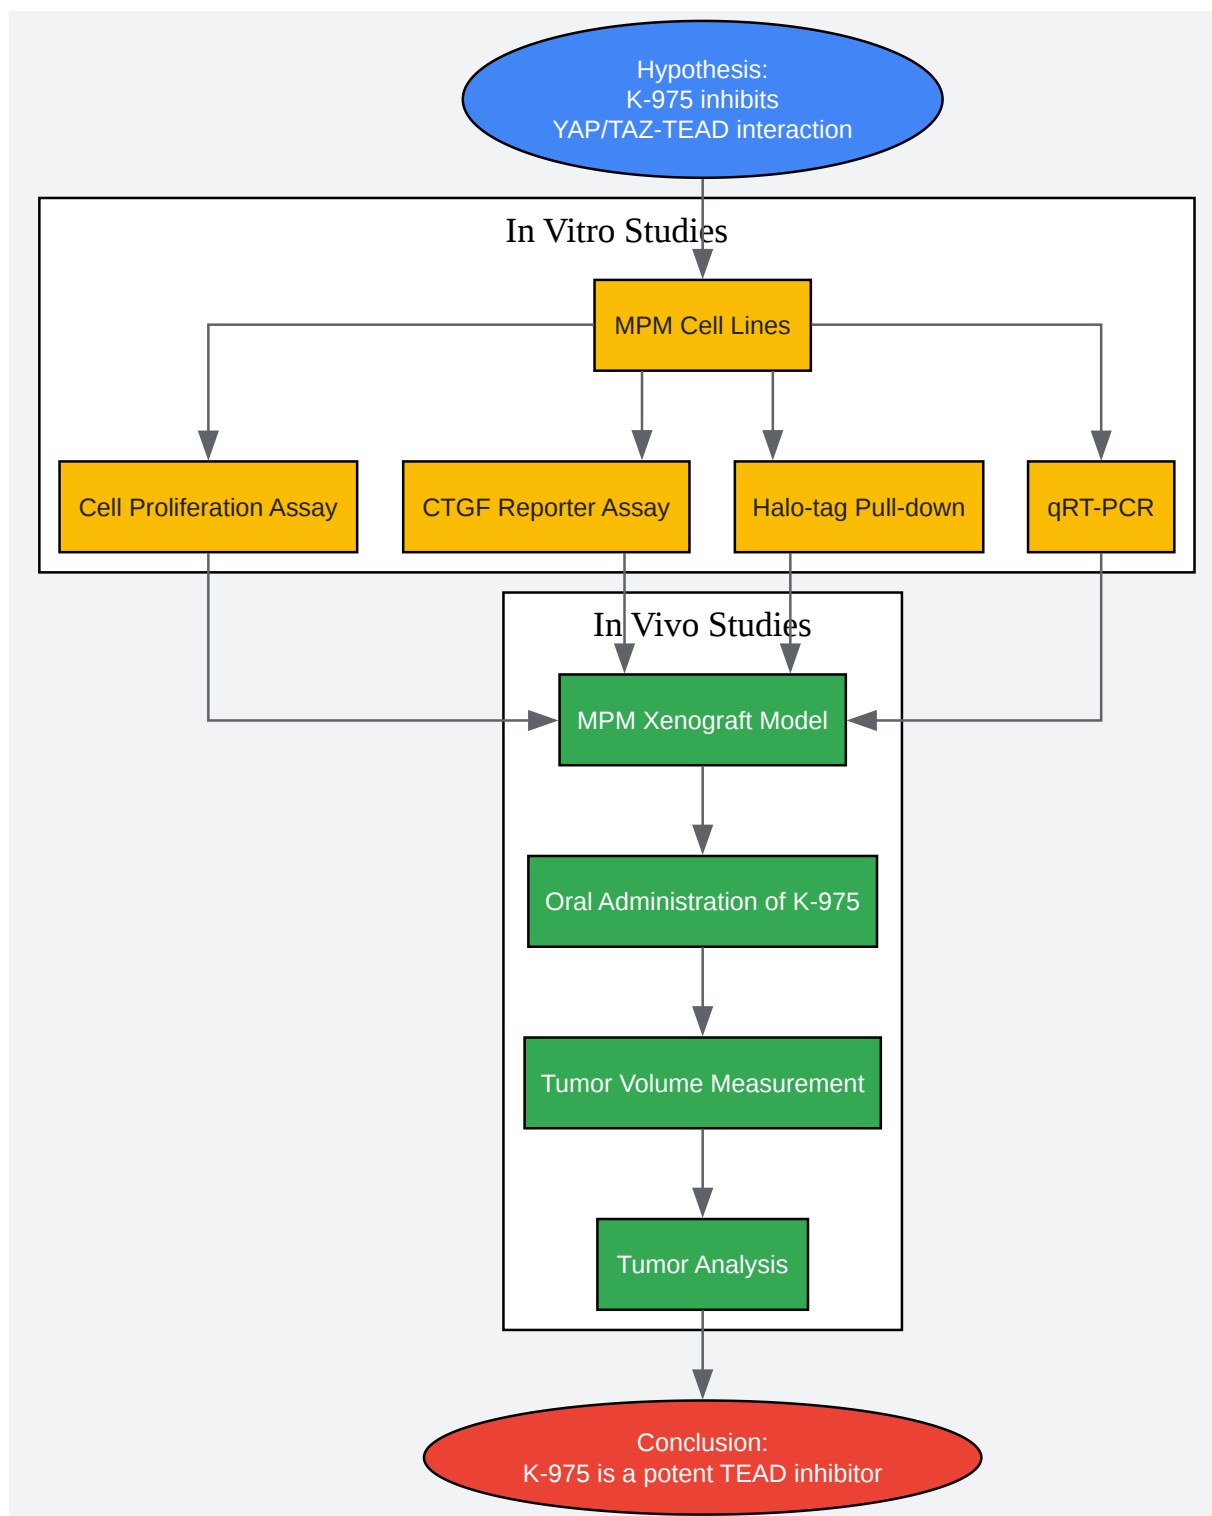 Hypothesis:
K-975 inhibits
YAP/TAZ-TEAD interaction
In Vitro Studies
MPM Cell Lines
Cell Proliferation Assay
CTGF Reporter Assay
Halo-tag Pull-down
qRT-PCR
In Vivo Studies
MPM Xenograft Model
Oral Administration of K-975
Tumor Volume Measurement
Tumor Analysis
Conclusion:
K-975 is a potent TEAD inhibitor